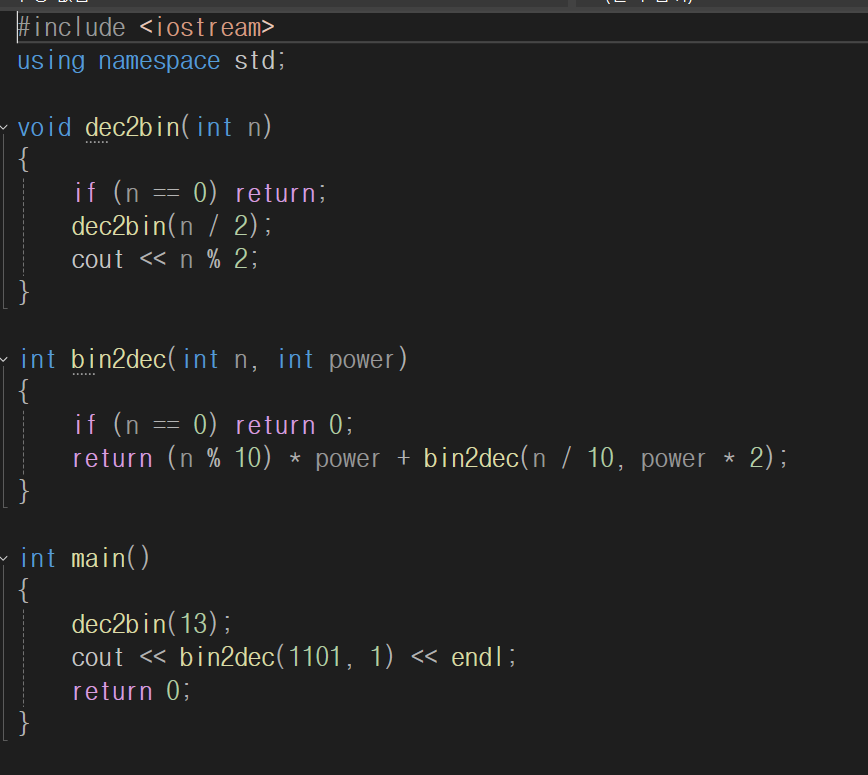 #include <iostream>
using namespace std;
void dec2bin(int n)
{
if (n == 0) return;
dec2bin(n / 2);
cout << n % 2;
}
int bin2dec(int n, int power)
{
if (n == 0) return 0;
return (n % 10) * power + bin2dec(n / 10, power * 2);
}
int main()
{
dec2bin(13);
cout << bin2dec(1101, 1) << endl;
return 0;
}